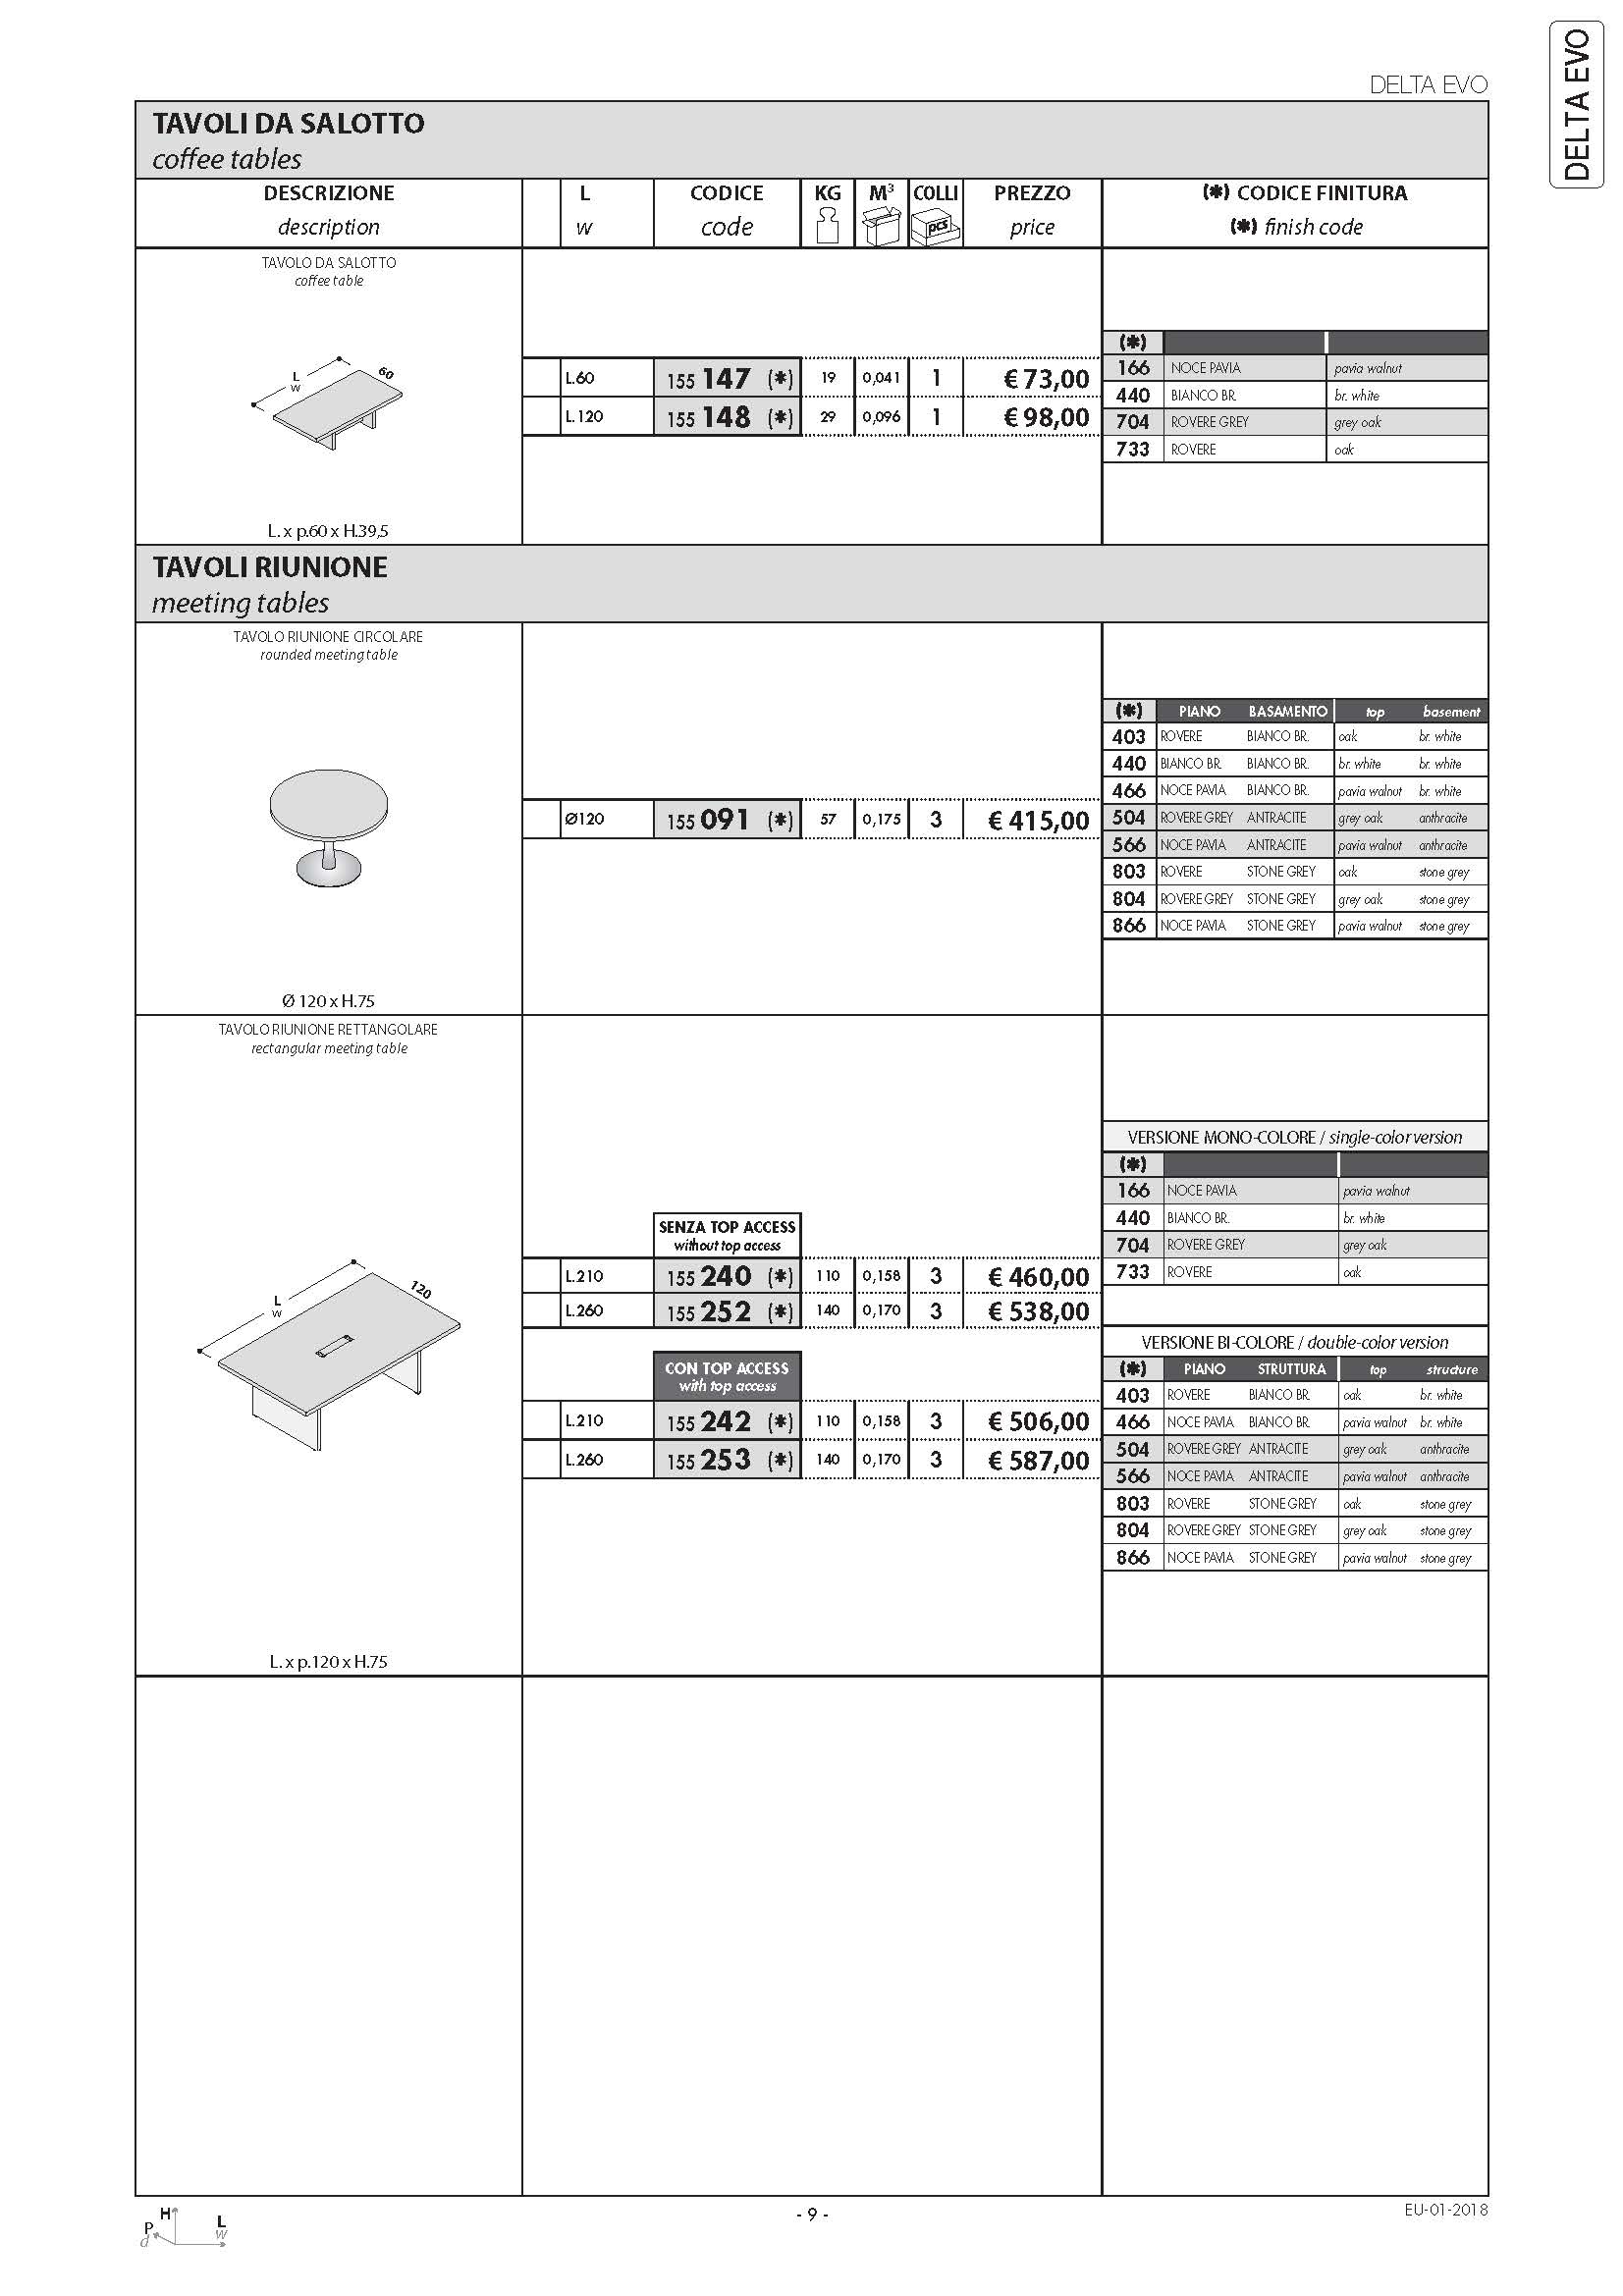 DELTA EVO
DELTA EVO
TAVOLI DA SALOTTO
coffee tables
DESCRIZIONE L CODICE KG M³ COLLI PREZZO (*) CODICE FINITURA
description w code pcs price (*) finish code
TAVOLO DA SALOTTO
coffee table
L w 60
L. x p.60 x H.39,5
L.60 155 147 (*) 19 0,041 1 € 73,00
L.120 155 148 (*) 29 0,096 1 € 98,00
(*)
166 NOCE PAVIA pavia walnut
440 BIANCO BR. br. white
704 ROVERE GREY grey oak
733 ROVERE oak
TAVOLI RIUNIONE
meeting tables
TAVOLO RIUNIONE CIRCOLARE
rounded meeting table
Ø 120 x H.75
Ø120 155 091 (*) 57 0,175 3 € 415,00
(*) PIANO BASAMENTO top basement
403 ROVERE BIANCO BR. oak br. white
440 BIANCO BR. BIANCO BR. br. white br. white
466 NOCE PAVIA BIANCO BR. pavia walnut br. white
504 ROVERE GREY ANTRACITE grey oak anthracite
566 NOCE PAVIA ANTRACITE pavia walnut anthracite
803 ROVERE STONE GREY oak stone grey
804 ROVERE GREY STONE GREY grey oak stone grey
866 NOCE PAVIA STONE GREY pavia walnut stone grey
TAVOLO RIUNIONE RETTANGOLARE
rectangular meeting table
L w 120
L. x p.120 x H.75
SENZA TOP ACCESS
without top access
L.210 155 240 (*) 110 0,158 3 € 460,00
L.260 155 252 (*) 140 0,170 3 € 538,00
CON TOP ACCESS
with top access
L.210 155 242 (*) 110 0,158 3 € 506,00
L.260 155 253 (*) 140 0,170 3 € 587,00
VERSIONE MONO-COLORE / single-color version
(*)
166 NOCE PAVIA pavia walnut
440 BIANCO BR. br. white
704 ROVERE GREY grey oak
733 ROVERE oak
VERSIONE BI-COLORE / double-color version
(*) PIANO STRUTTURA top structure
403 ROVERE BIANCO BR. oak br. white
466 NOCE PAVIA BIANCO BR. pavia walnut br. white
504 ROVERE GREY ANTRACITE grey oak anthracite
566 NOCE PAVIA ANTRACITE pavia walnut anthracite
803 ROVERE STONE GREY oak stone grey
804 ROVERE GREY STONE GREY grey oak stone grey
866 NOCE PAVIA STONE GREY pavia walnut stone grey
H P d L w
- 9 -
EU-01-2018